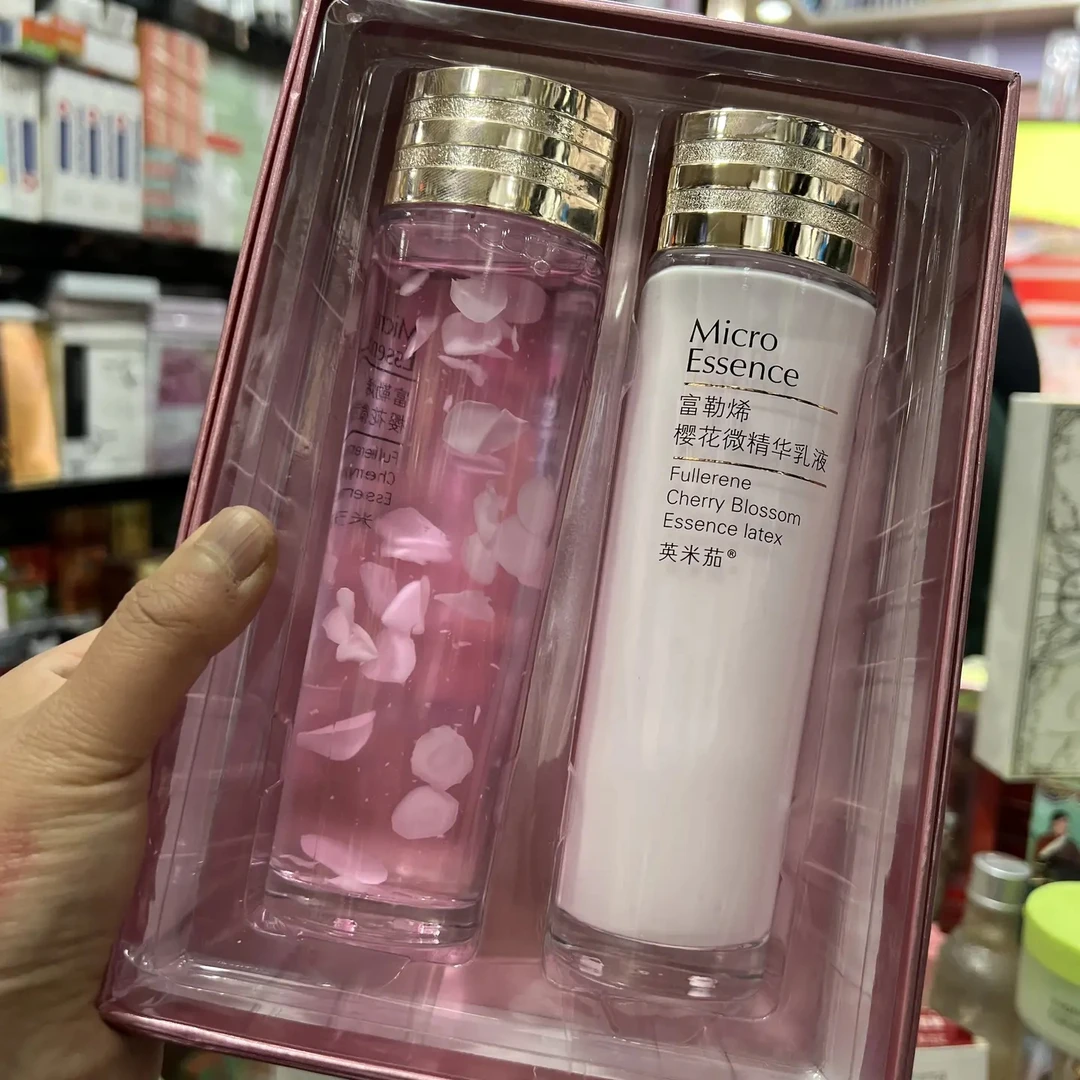 Micro
Essence
富勒烯
樱花微精华乳液
Fullerene
Cherry Blossom
Essence latex
英米茄®